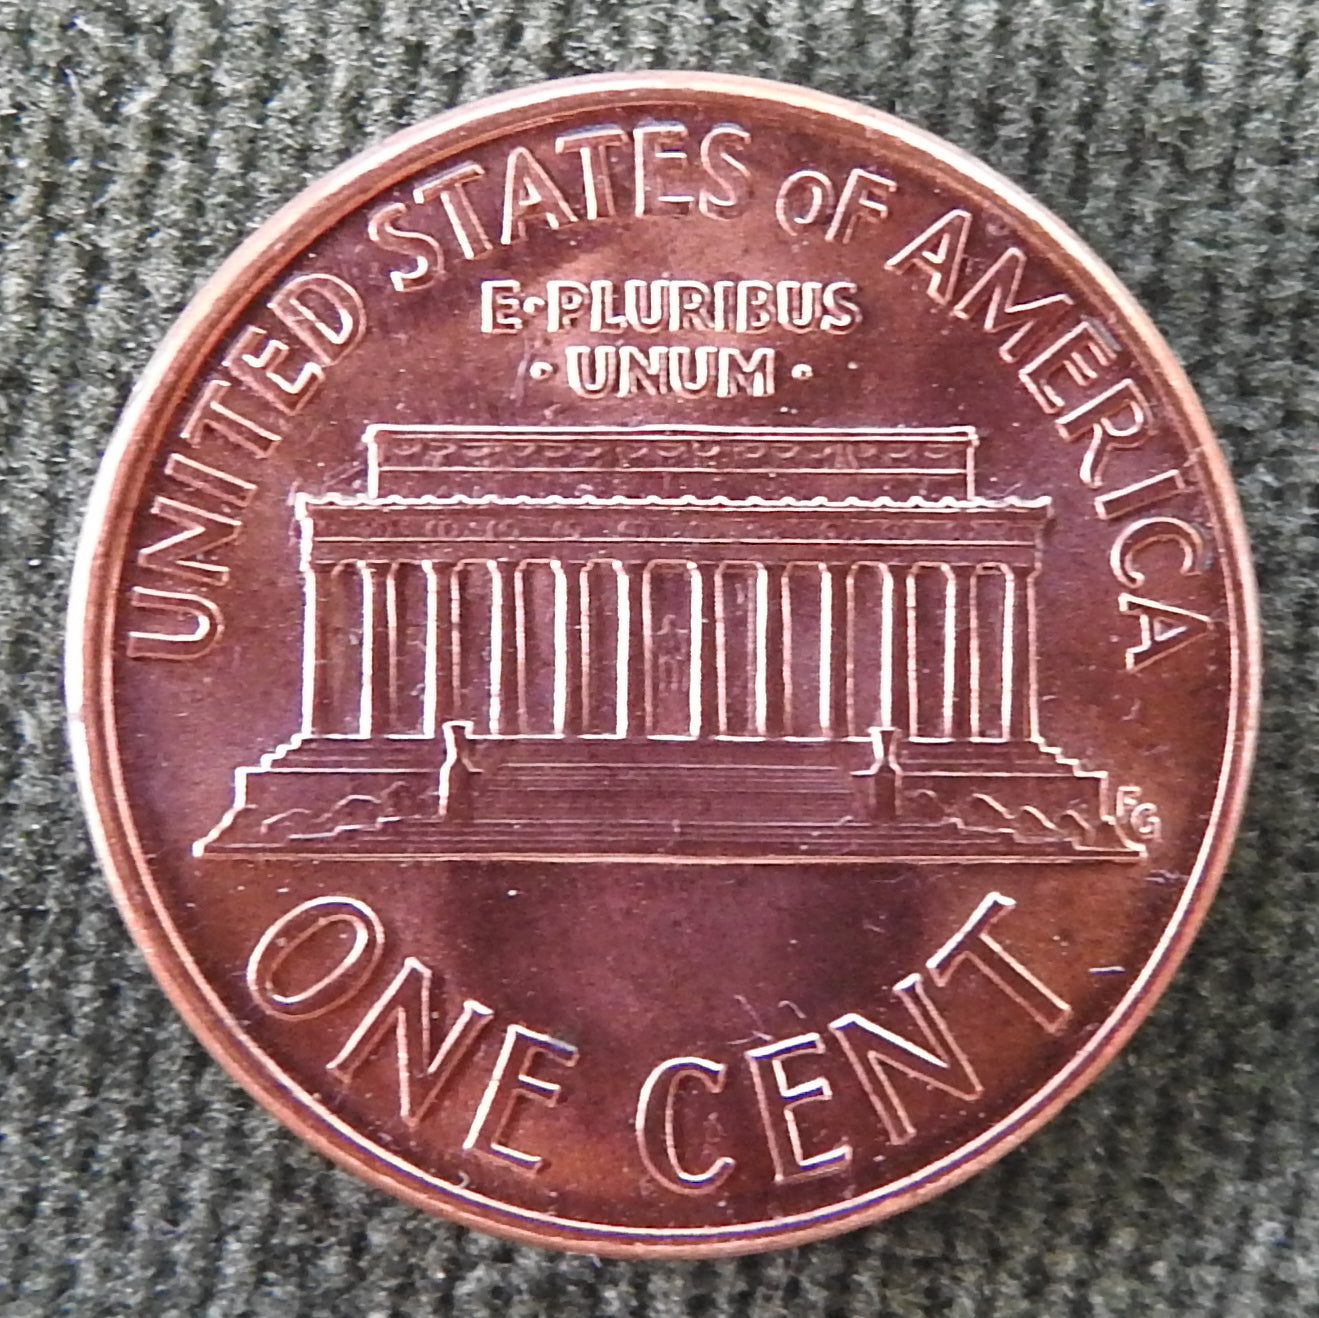 UNITED STATES OF AMERICA
E·PLURIBUS
·UNUM·
FG
ONE CENT